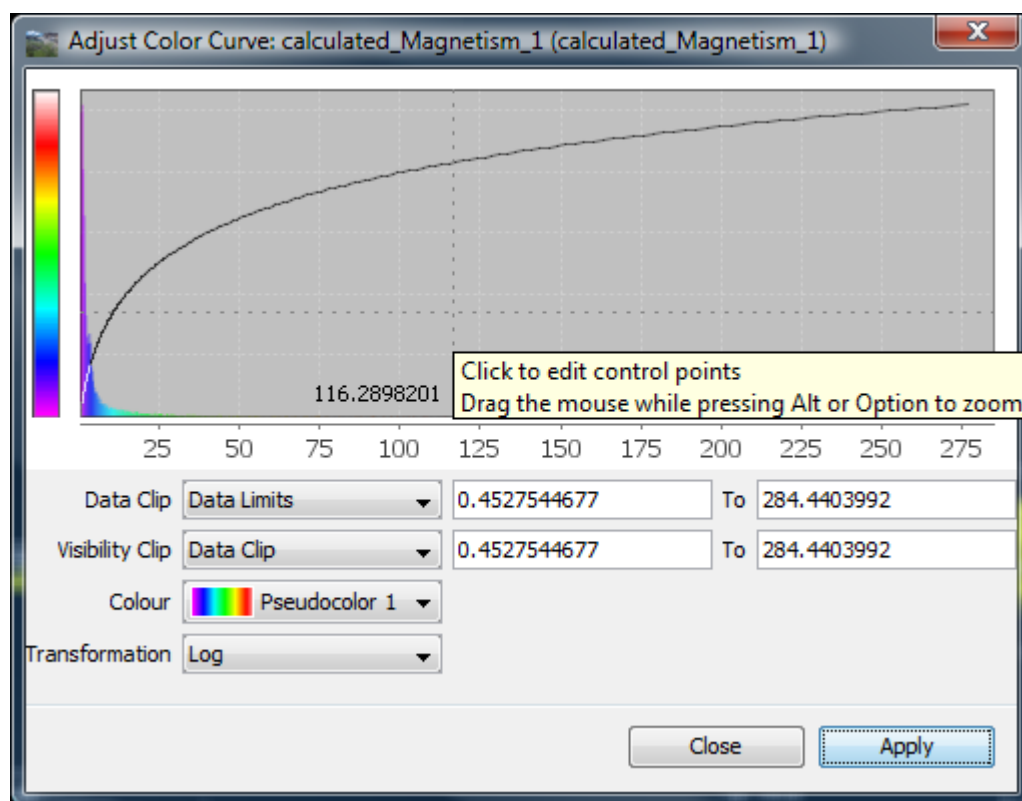 Adjust Color Curve: calculated_Magnetism_1 (calculated_Magnetism_1)
Click to edit control points
116.2898201
Drag the mouse while pressing Alt or Option to zoom
25 50 75 100 125 150 175 200 225 250 275
Data Clip Data Limits 0.4527544677 To 284.4403992
Visibility Clip Data Clip 0.4527544677 To 284.4403992
Colour Pseudocolor 1
Transformation Log
Close Apply